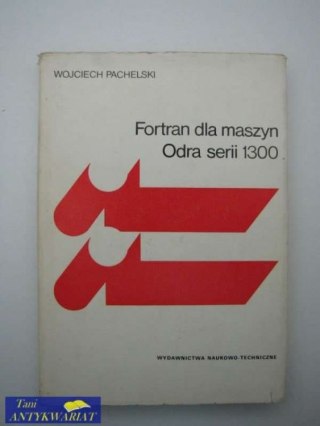 WOJCIECH PACHELSKI
Fortran dla maszyn
Odra serii 1300
WYDAWNICTWA NAUKOWO-TECHNICZNE
Tani
ANTYKWARIAT